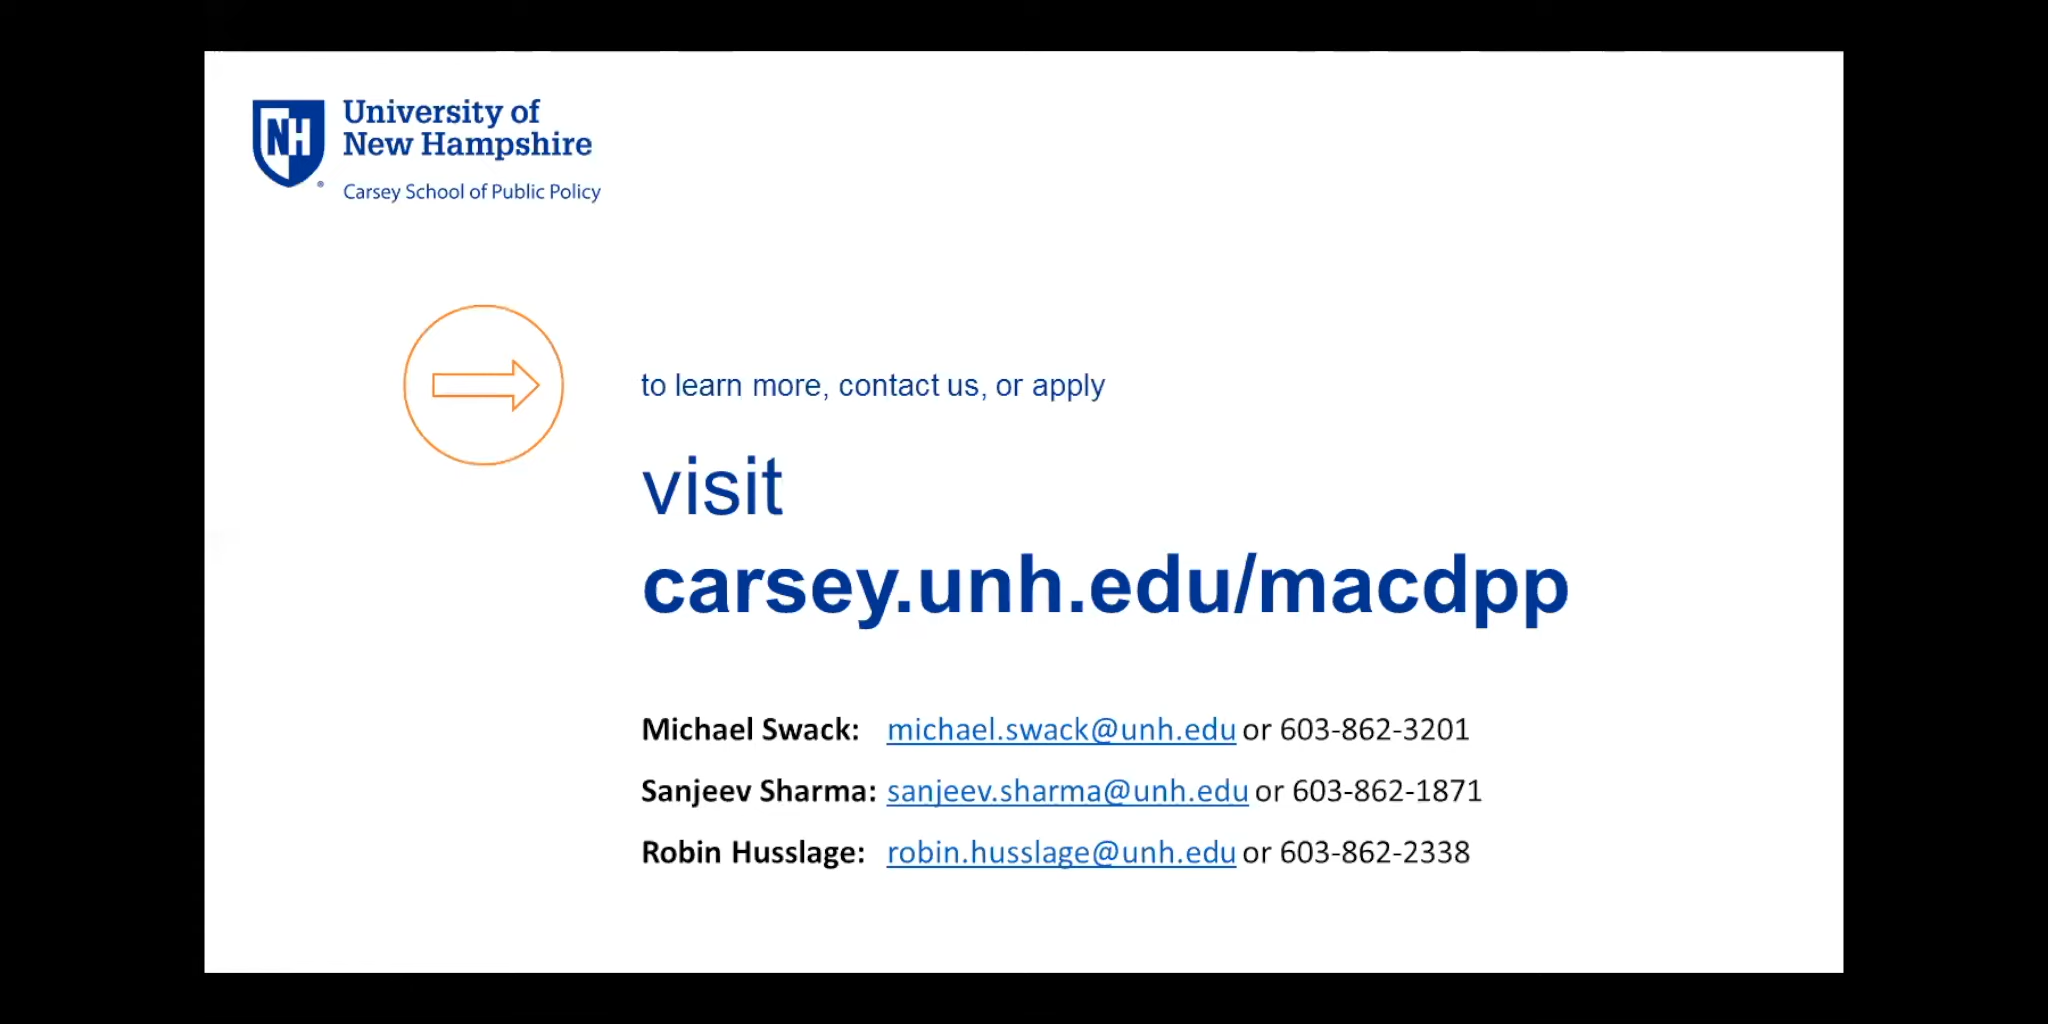 NH
University of
New Hampshire
®
Carsey School of Public Policy
to learn more, contact us, or apply
visit
carsey.unh.edu/macdpp
Michael Swack: michael.swack@unh.edu or 603-862-3201
Sanjeev Sharma: sanjeev.sharma@unh.edu or 603-862-1871
Robin Husslage: robin.husslage@unh.edu or 603-862-2338